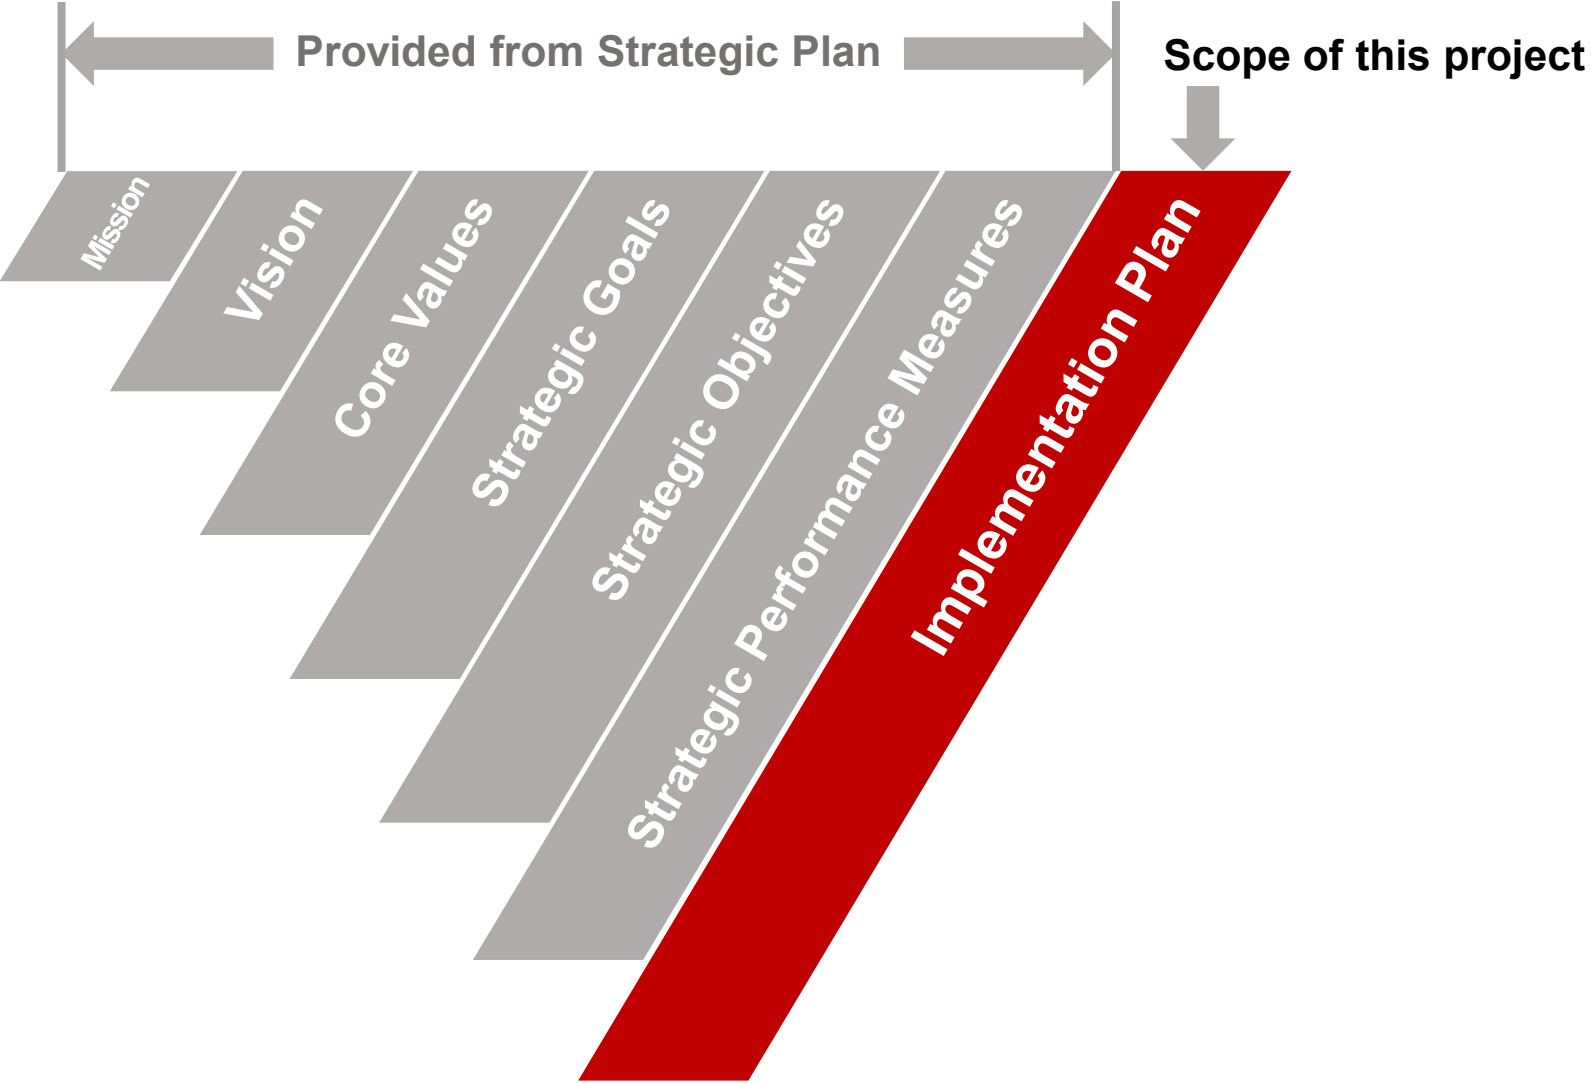 Provided from Strategic Plan
Scope of this project
Mission
Vision
Core Values
Strategic Goals
Strategic Objectives
Strategic Performance Measures
Implementation Plan